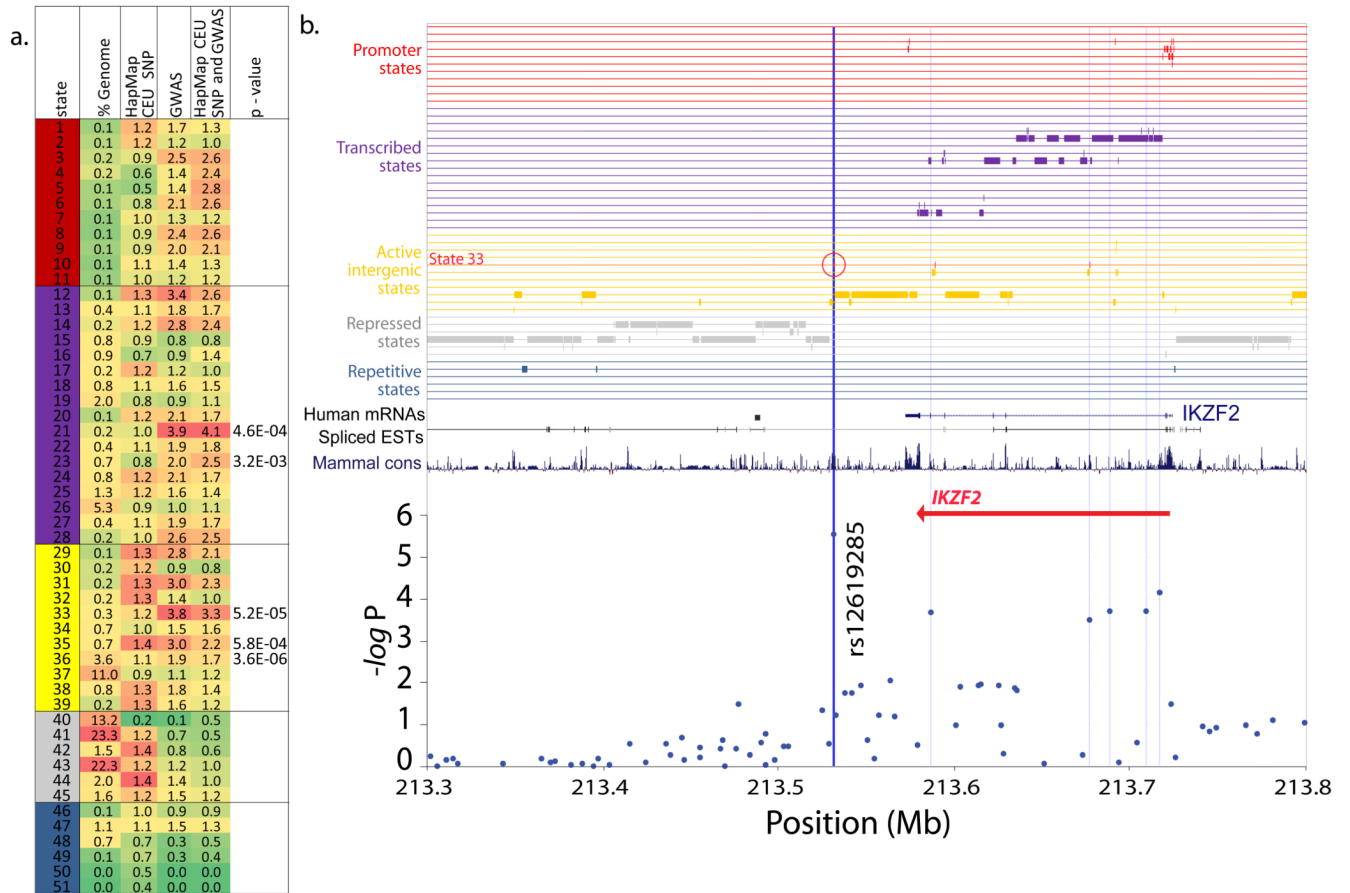 a.
state % Genome HapMap CEU SNP GWAS HapMap CEU SNP and GWAS p - value
1 0.1 1.2 1.7 1.3
2 0.1 1.2 1.2 1.0
3 0.2 0.9 2.5 2.6
4 0.2 0.6 1.4 2.4
5 0.1 0.5 1.4 2.8
6 0.1 0.8 2.1 2.6
7 0.1 1.0 1.3 1.2
8 0.1 0.9 2.4 2.6
9 0.1 0.9 2.0 2.1
10 0.1 1.1 1.4 1.3
11 0.1 1.0 1.2 1.2
12 0.1 1.3 3.4 2.6
13 0.4 1.1 1.8 1.7
14 0.2 1.2 2.8 2.4
15 0.8 0.9 0.8 0.8
16 0.9 0.7 0.9 1.4
17 0.2 1.2 1.2 1.0
18 0.8 1.1 1.6 1.5
19 2.0 0.8 0.9 1.1
20 0.1 1.2 2.1 1.7
21 0.2 1.0 3.9 4.1 4.6E-04
22 0.4 1.1 1.9 1.8
23 0.7 0.8 2.0 2.5 3.2E-03
24 0.8 1.2 2.1 1.7
25 1.3 1.2 1.6 1.4
26 5.3 0.9 1.0 1.1
27 0.4 1.1 1.9 1.7
28 0.2 1.0 2.6 2.5
29 0.1 1.3 2.8 2.1
30 0.2 1.2 0.9 0.8
31 0.2 1.3 3.0 2.3
32 0.2 1.3 1.4 1.0
33 0.3 1.2 3.8 3.3 5.2E-05
34 0.7 1.0 1.5 1.6
35 0.7 1.4 3.0 2.2 5.8E-04
36 3.6 1.1 1.9 1.7 3.6E-06
37 11.0 0.9 1.1 1.2
38 0.8 1.3 1.8 1.4
39 0.2 1.3 1.6 1.2
40 13.2 0.2 0.1 0.5
41 23.3 1.2 0.7 0.5
42 1.5 1.4 0.8 0.6
43 22.3 1.2 1.2 1.0
44 2.0 1.4 1.4 1.0
45 1.6 1.2 1.5 1.2
46 0.1 1.0 0.9 0.9
47 1.1 1.1 1.5 1.3
48 0.7 0.7 0.3 0.5
49 0.1 0.7 0.3 0.4
50 0.0 0.5 0.0 0.0
51 0.0 0.4 0.0 0.0
b.
Promoter
states
Transcribed
states
Active
intergenic
states
State 33
Repressed
states
Repetitive
states
Human mRNAs
IKZF2
Spliced ESTs
Mammal cons
IKZF2
rs12619285
-log P
6
5
4
3
2
1
0
213.3 213.4 213.5 213.6 213.7 213.8
Position (Mb)